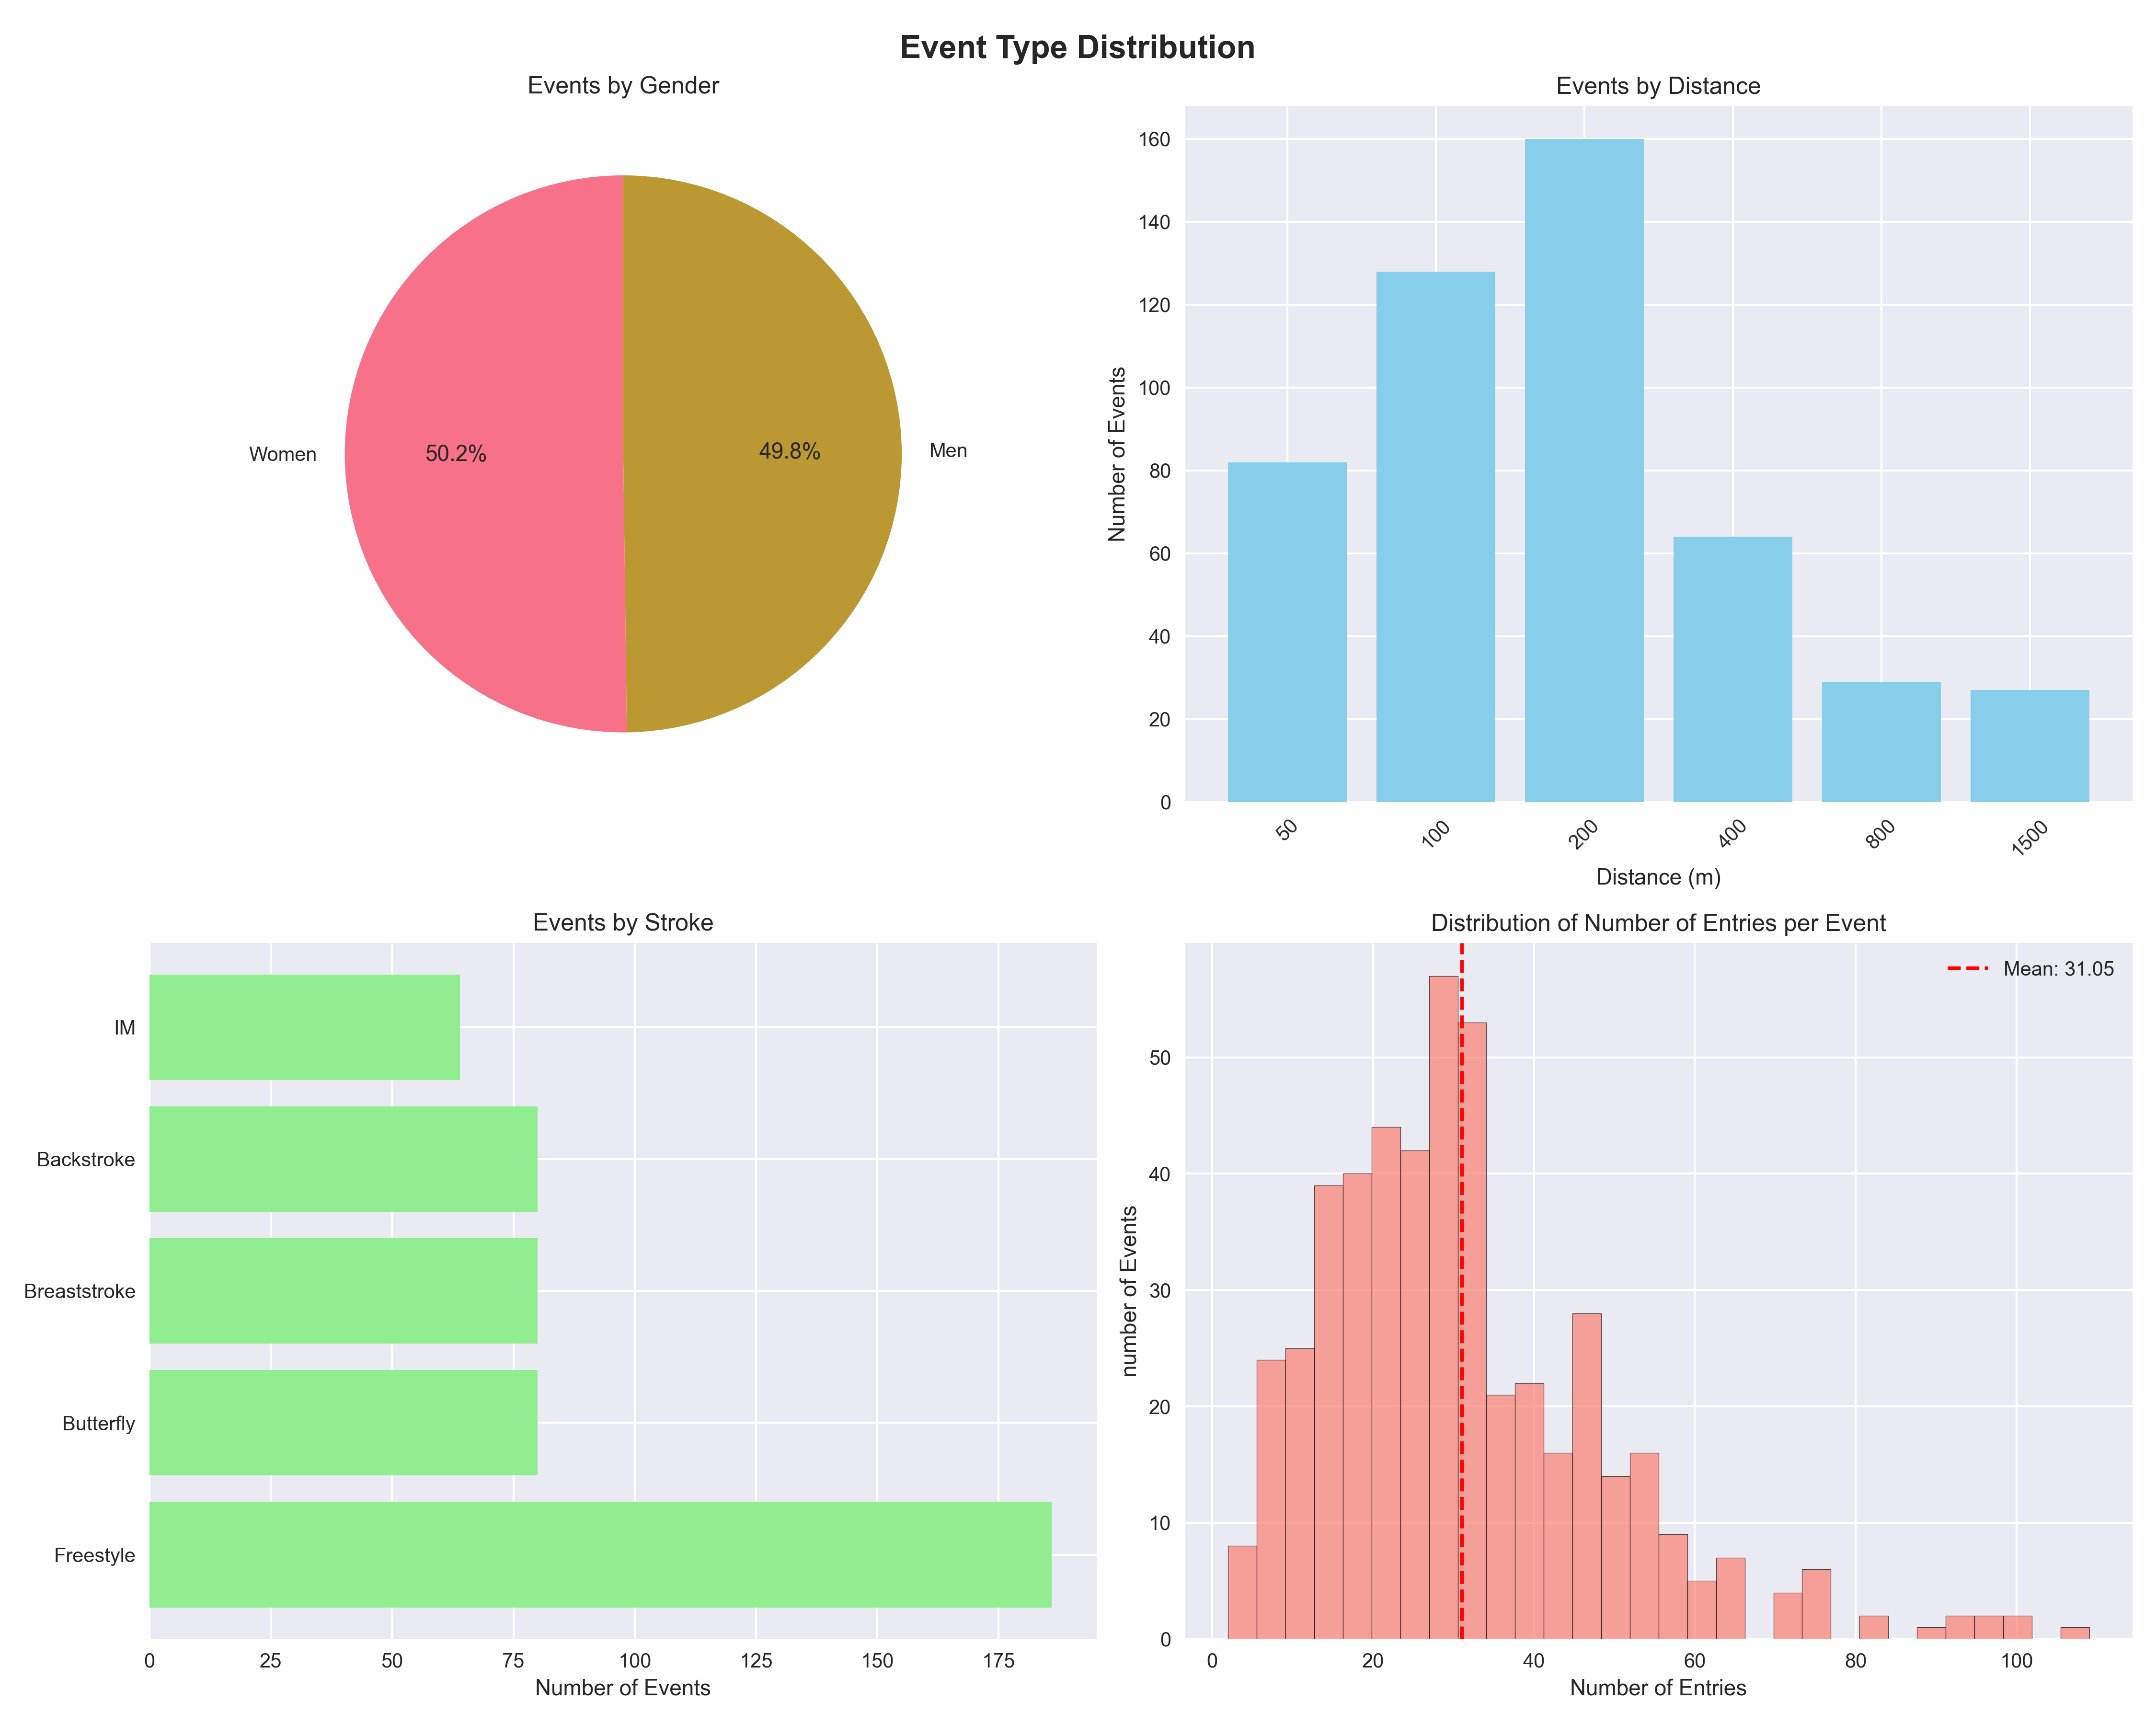 Event Type Distribution
Events by Gender
Women
50.2%
49.8%
Men
Events by Distance
Number of Events
160
140
120
100
80
60
40
20
0
50
100
200
400
800
1500
Distance (m)
Events by Stroke
IM
Backstroke
Breaststroke
Butterfly
Freestyle
0
25
50
75
100
125
150
175
Number of Events
Distribution of Number of Entries per Event
Mean: 31.05
number of Events
50
40
30
20
10
0
0
20
40
60
80
100
Number of Entries